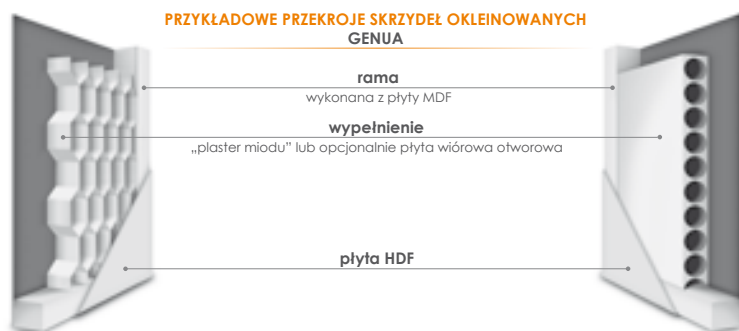 PRZYKŁADOWE PRZEKROJE SKRZYDEŁ OKLEINOWANYCH
GENUA
rama
wykonana z płyty MDF
wypełnienie
„plaster miodu” lub opcjonalnie płyta wiórowa otworowa
płyta HDF